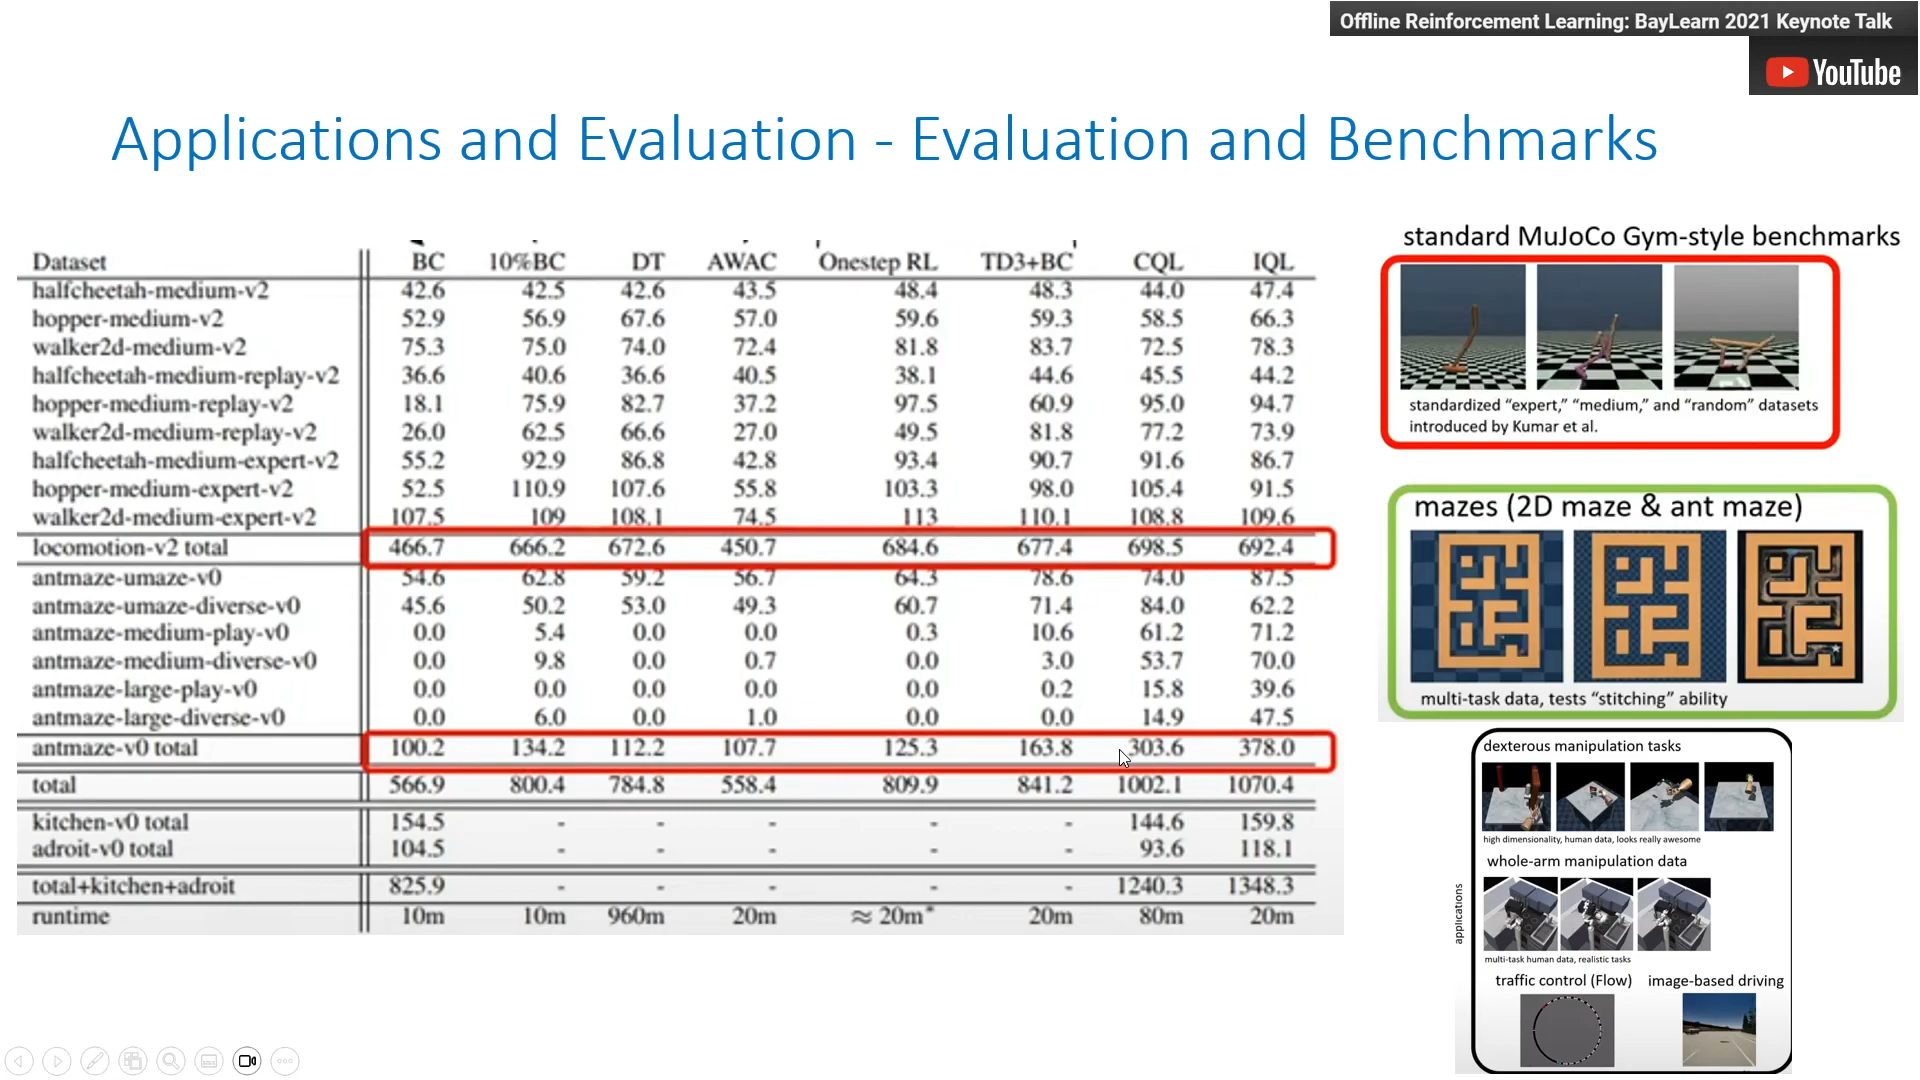 Offline Reinforcement Learning: BayLearn 2021 Keynote Talk
YouTube
Applications and Evaluation - Evaluation and Benchmarks
Dataset BC 10%BC DT AWAC Onestep RL TD3+BC CQL IQL
halfcheetah-medium-v2 42.6 42.5 42.6 43.5 48.4 48.3 44.0 47.4
hopper-medium-v2 52.9 56.9 67.6 57.0 59.6 59.3 58.5 66.3
walker2d-medium-v2 75.3 75.0 74.0 72.4 81.8 83.7 72.5 78.3
halfcheetah-medium-replay-v2 36.6 40.6 36.6 40.5 38.1 44.6 45.5 44.2
hopper-medium-replay-v2 18.1 75.9 82.7 37.2 97.5 60.9 95.0 94.7
walker2d-medium-replay-v2 26.0 62.5 66.6 27.0 49.5 81.8 77.2 73.9
halfcheetah-medium-expert-v2 55.2 92.9 86.8 42.8 93.4 90.7 91.6 86.7
hopper-medium-expert-v2 52.5 110.9 107.6 55.8 103.3 98.0 105.4 91.5
walker2d-medium-expert-v2 107.5 109 108.1 74.5 113 110.1 108.8 109.6
locomotion-v2 total 466.7 666.2 672.6 450.7 684.6 677.4 698.5 692.4
antmaze-umaze-v0 54.6 62.8 59.2 56.7 64.3 78.6 74.0 87.5
antmaze-umaze-diverse-v0 45.6 50.2 53.0 49.3 60.7 71.4 84.0 62.2
antmaze-medium-play-v0 0.0 5.4 0.0 0.0 0.3 10.6 61.2 71.2
antmaze-medium-diverse-v0 0.0 9.8 0.0 0.7 0.0 3.0 53.7 70.0
antmaze-large-play-v0 0.0 0.0 0.0 0.0 0.0 0.2 15.8 39.6
antmaze-large-diverse-v0 0.0 6.0 0.0 1.0 0.0 0.0 14.9 47.5
antmaze-v0 total 100.2 134.2 112.2 107.7 125.3 163.8 303.6 378.0
total 566.9 800.4 784.8 558.4 809.9 841.2 1002.1 1070.4
kitchen-v0 total 154.5 - - - - - 144.6 159.8
adroit-v0 total 104.5 - - - - - 93.6 118.1
total+kitchen+adroit 825.9 - - - - - 1240.3 1348.3
runtime 10m 10m 960m 20m ≈ 20m* 20m 80m 20m
standard MuJoCo Gym-style benchmarks
standardized “expert,” “medium,” and “random” datasets
introduced by Kumar et al.
mazes (2D maze & ant maze)
multi-task data, tests “stitching” ability
applications
dexterous manipulation tasks
high dimensionality, human data, looks really awesome
whole-arm manipulation data
multi-task human data, realistic tasks
traffic control (Flow) image-based driving